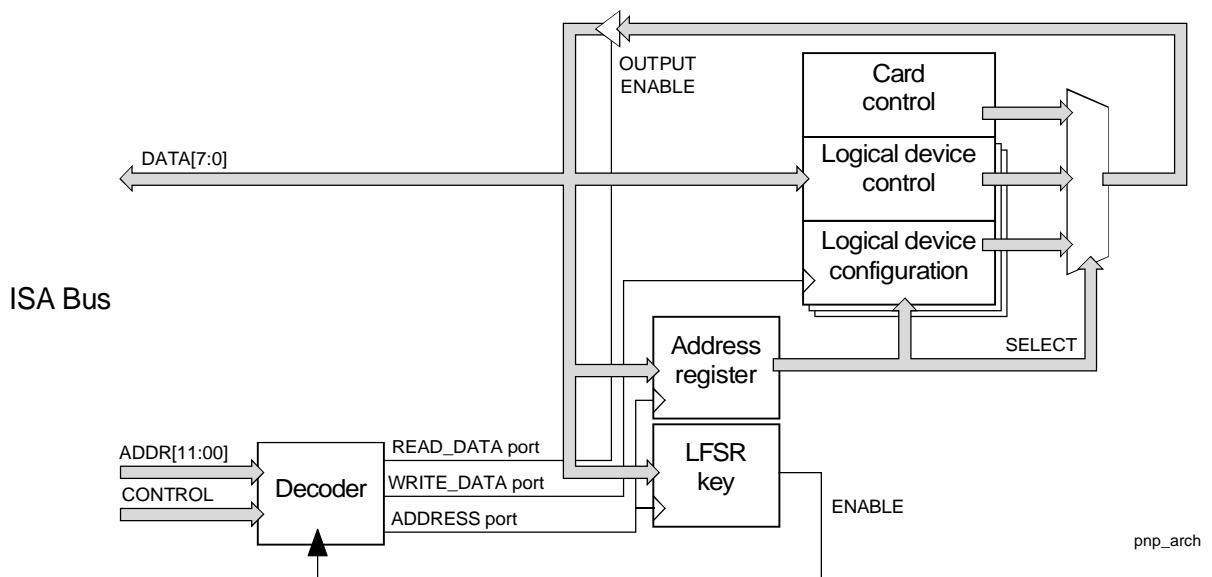 OUTPUT
ENABLE
Card
control
DATA[7:0]
Logical device
control
Logical device
configuration
ISA Bus
Address
register
SELECT
ADDR[11:00]
READ_DATA port
LFSR
key
CONTROL
Decoder
WRITE_DATA port
ENABLE
ADDRESS port
pnp_arch